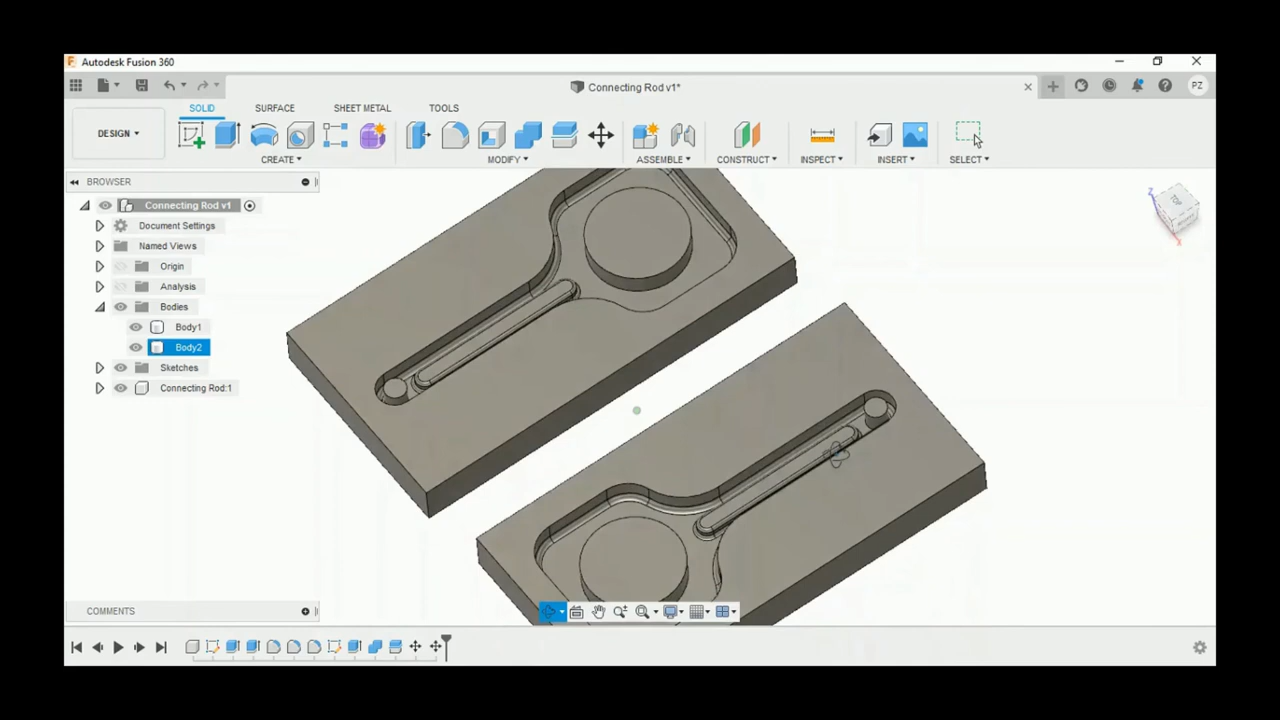 Autodesk Fusion 360
Connecting Rod v1*
PZ
DESIGN
SOLID
SURFACE
SHEET METAL
TOOLS
CREATE
MODIFY
ASSEMBLE
CONSTRUCT
INSPECT
INSERT
SELECT
BROWSER
Connecting Rod v1
Document Settings
Named Views
Origin
Analysis
Bodies
Body1
Body2
Sketches
Connecting Rod:1
Z
TOP
COMMENTS